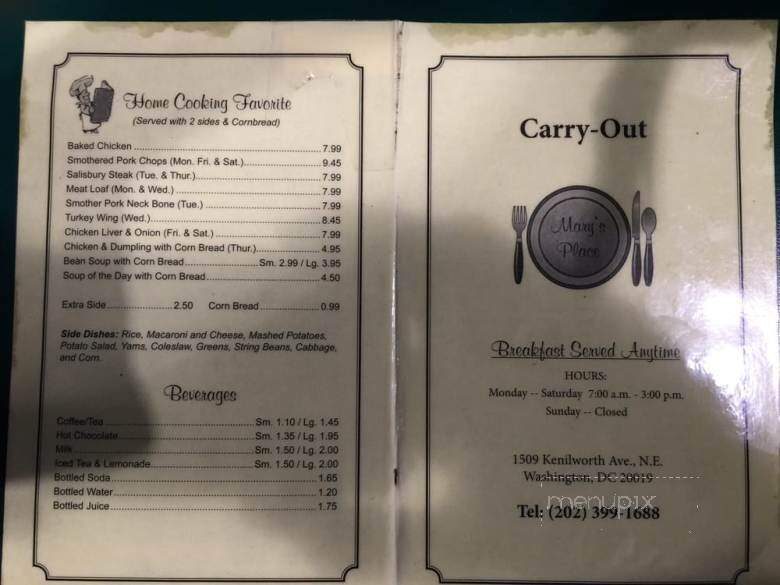 Home Cooking Favorite
(Served with 2 sides & Cornbread)
Baked Chicken 7.99
Smothered Pork Chops (Mon. Fri. & Sat.) 9.45
Salisbury Steak (Tue. & Thur.) 7.99
Meat Loaf (Mon. & Wed.) 7.99
Smother Pork Neck Bone (Tue.) 7.99
Turkey Wing (Wed.) 8.45
Chicken Liver & Onion (Fri. & Sat.) 7.99
Chicken & Dumpling with Corn Bread (Thur.) 4.95
Bean Soup with Corn Bread Sm. 2.99 / Lg. 3.95
Soup of the Day with Corn Bread 4.50
Extra Side 2.50 Corn Bread 0.99
Side Dishes: Rice, Macaroni and Cheese, Mashed Potatoes,
Potato Salad, Yams, Coleslaw, Greens, String Beans, Cabbage,
and Corn.
Beverages
Coffee/Tea Sm. 1.10 / Lg. 1.45
Hot Chocolate Sm. 1.35 / Lg. 1.95
Milk Sm. 1.50 / Lg. 2.00
Iced Tea & Lemonade Sm. 1.50 / Lg. 2.00
Bottled Soda 1.65
Bottled Water 1.20
Bottled Juice 1.75
Carry-Out
Mary's
Place
Breakfast Served Anytime
HOURS:
Monday -- Saturday 7:00 a.m. - 3:00 p.m.
Sunday -- Closed
1509 Kenilworth Ave., N.E.
Washington, DC 20019
menupix
Tel: (202) 399-1688